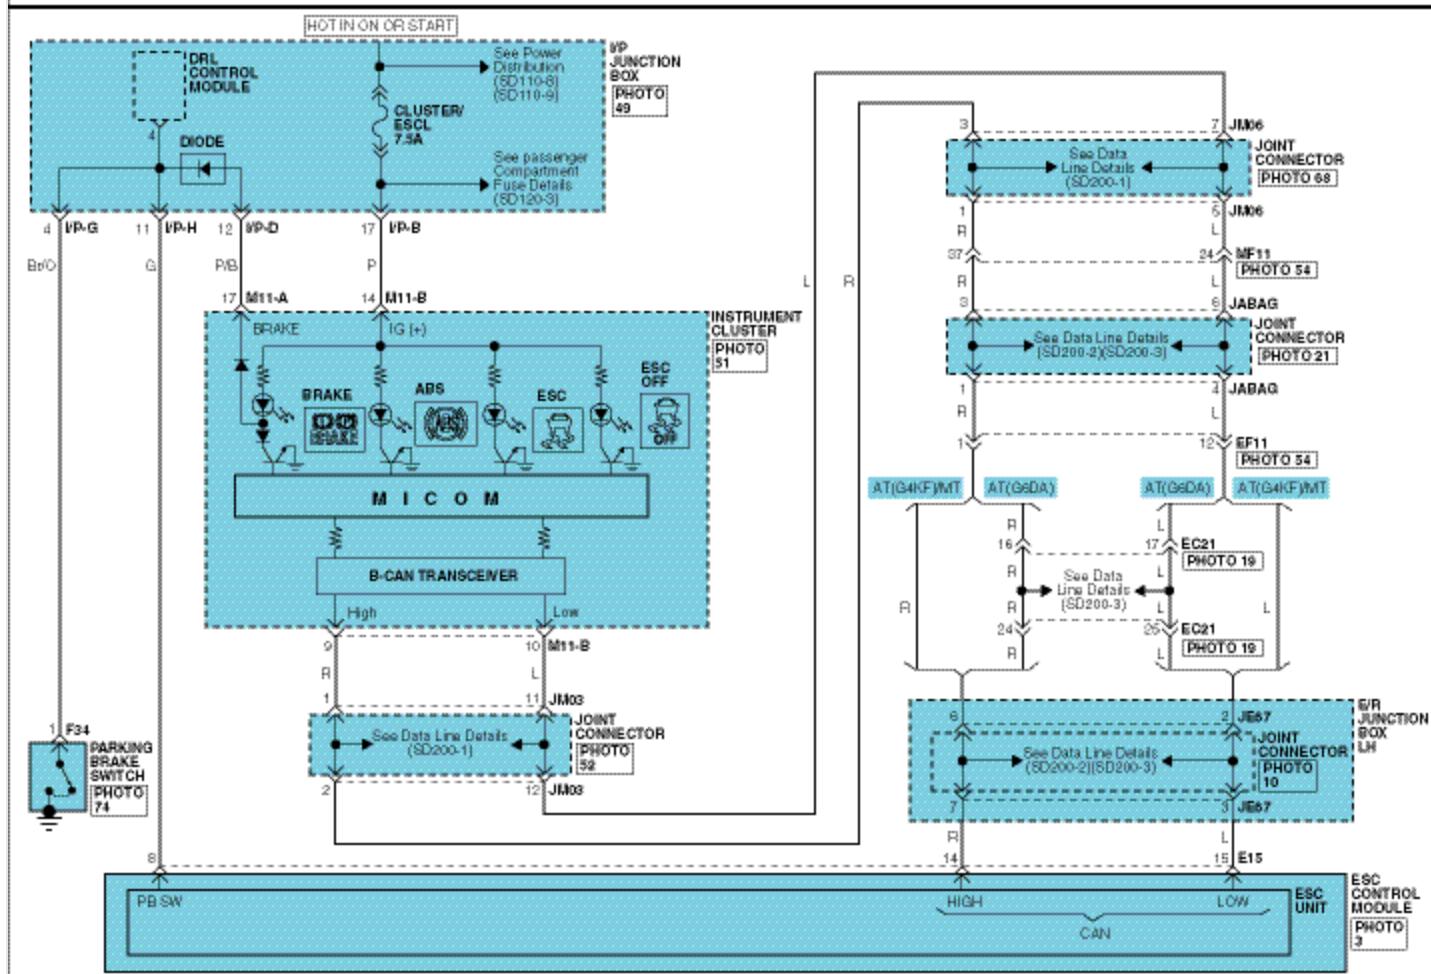 HOT IN ON OR START
DRL
CONTROL
MODULE
4
DIODE
CLUSTER/
ESCL
7.5A
See Power
Distribution
(SD110-8)
(SD110-9)
See passenger
Compartment
Fuse Details
(SD120-3)
I/P
JUNCTION
BOX
PHOTO
49
4 I/P-G
11 I/P-H
12 I/P-D
17 I/P-B
Br/O
G
P/B
P
17 M11-A
14 M11-B
BRAKE
IG (+)
INSTRUMENT
CLUSTER
PHOTO
51
BRAKE
BRAKE
ABS
ABS
ESC
ESC
OFF
OFF
M I C O M
B-CAN TRANSCEIVER
High
Low
9
10 M11-B
R
L
1
11 JM03
See Data Line Details
(SD200-1)
JOINT
CONNECTOR
PHOTO
52
2
12 JM03
L
R
1 F34
PARKING
BRAKE
SWITCH
PHOTO
74
3
7 JM06
See Data
Line Details
(SD200-1)
JOINT
CONNECTOR
PHOTO 68
1
5 JM06
R
L
37
24 MF11
PHOTO 54
R
L
3
6 JABAG
See Data Line Details
(SD200-2)(SD200-3)
JOINT
CONNECTOR
PHOTO 21
1
4 JABAG
R
L
1
12 EF11
PHOTO 54
AT(G4KF)/MT
AT(G6DA)
AT(G6DA)
AT(G4KF)/MT
R
L
16
17 EC21
PHOTO 19
R
L
See Data
Line Details
(SD200-3)
R
R
L
L
24
25 EC21
PHOTO 19
R
L
6
2 JE67
E/R
JUNCTION
BOX
LH
See Data Line Details
(SD200-2)(SD200-3)
JOINT
CONNECTOR
PHOTO
10
7
3 JE67
R
L
8
14
15 E15
PB SW
HIGH
LOW
CAN
ESC
UNIT
ESC
CONTROL
MODULE
PHOTO
3